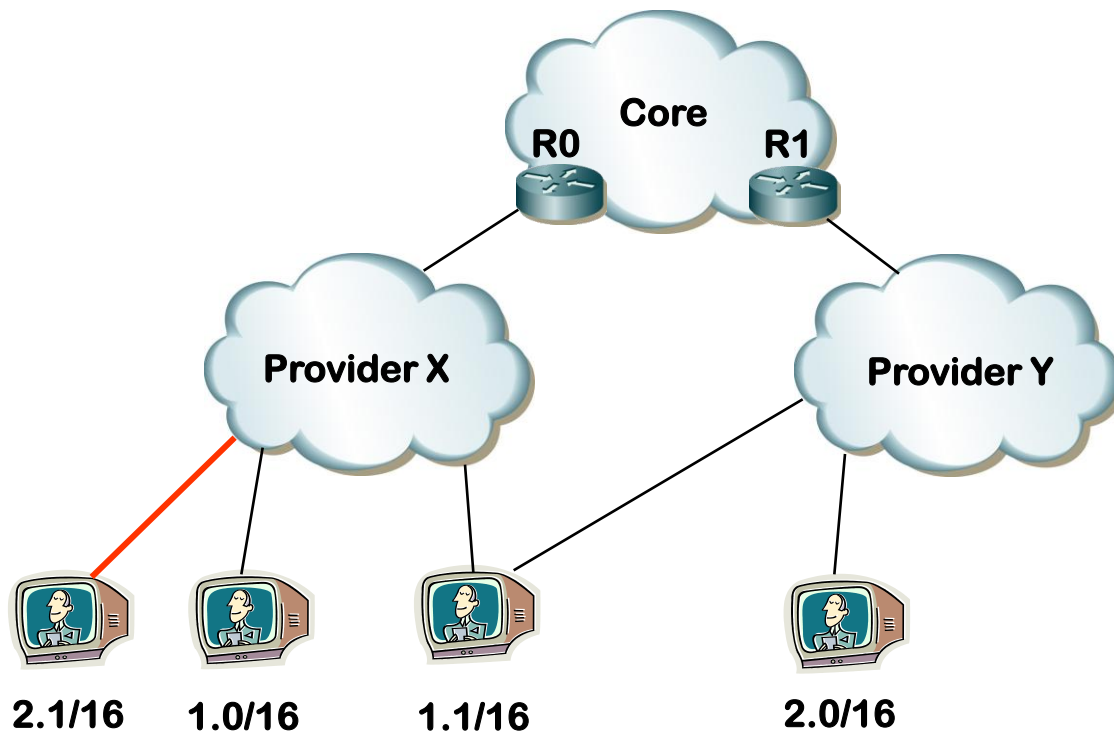 Core
R0
R1
Provider X
Provider Y
2.1/16
1.0/16
1.1/16
2.0/16